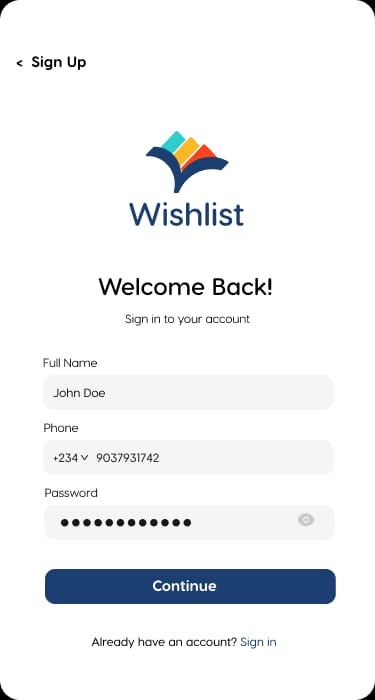 < Sign Up
Wishlist
Welcome Back!
Sign in to your account
Full Name
John Doe
Phone
+234 9037931742
Password
Continue
Already have an account? Sign in